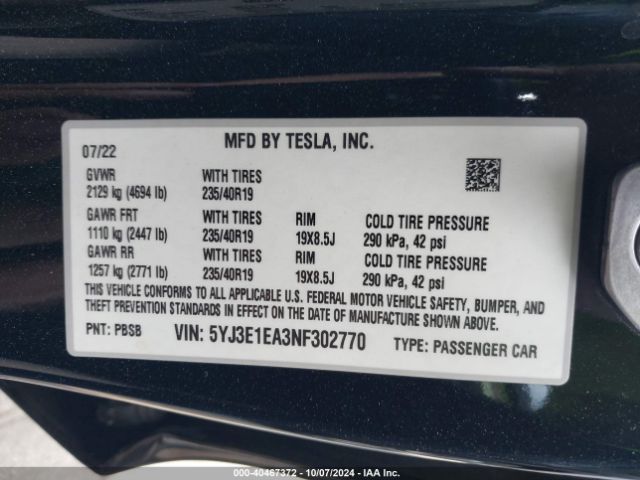 MFD BY TESLA, INC.
07/22
GVWR WITH TIRES
2129 kg (4694 lb) 235/40R19
GAWR FRT WITH TIRES RIM COLD TIRE PRESSURE
1110 kg (2447 lb) 235/40R19 19X8.5J 290 kPa, 42 psi
GAWR RR WITH TIRES RIM COLD TIRE PRESSURE
1257 kg (2771 lb) 235/40R19 19X8.5J 290 kPa, 42 psi
THIS VEHICLE CONFORMS TO ALL APPLICABLE U.S. FEDERAL MOTOR VEHICLE SAFETY, BUMPER, AND
THEFT PREVENTION STANDARDS IN EFFECT ON THE DATE OF MANUFACTURE SHOWN ABOVE.
PNT: PBSB VIN: 5YJ3E1EA3NF302770 TYPE: PASSENGER CAR
000-40467372 - 10/07/2024 - IAA Inc.